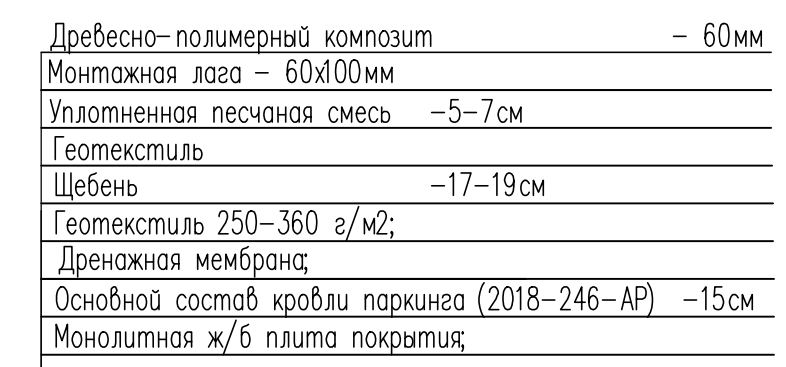 Древесно-полимерный композит – 60мм
Монтажная лага – 60х100мм
Уплотненная песчаная смесь –5–7см
Геотекстиль
Щебень –17–19см
Геотекстиль 250–360 г/м2;
Дренажная мембрана;
Основной состав кровли паркинга (2018–246–АР) –15см
Монолитная ж/б плита покрытия;